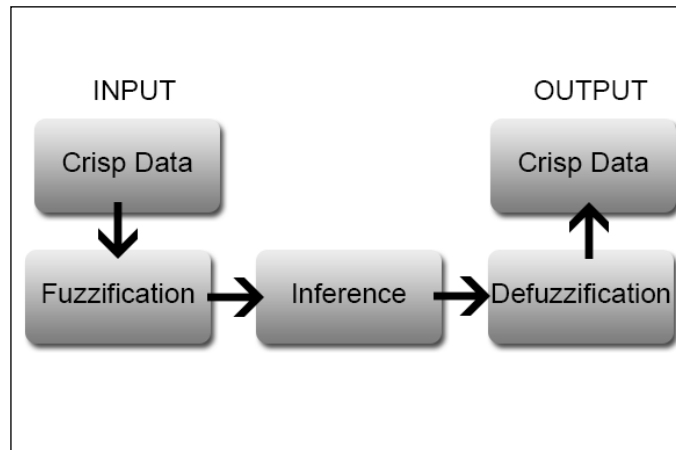 INPUT
OUTPUT
Crisp Data
Crisp Data
Fuzzification
Inference
Defuzzification